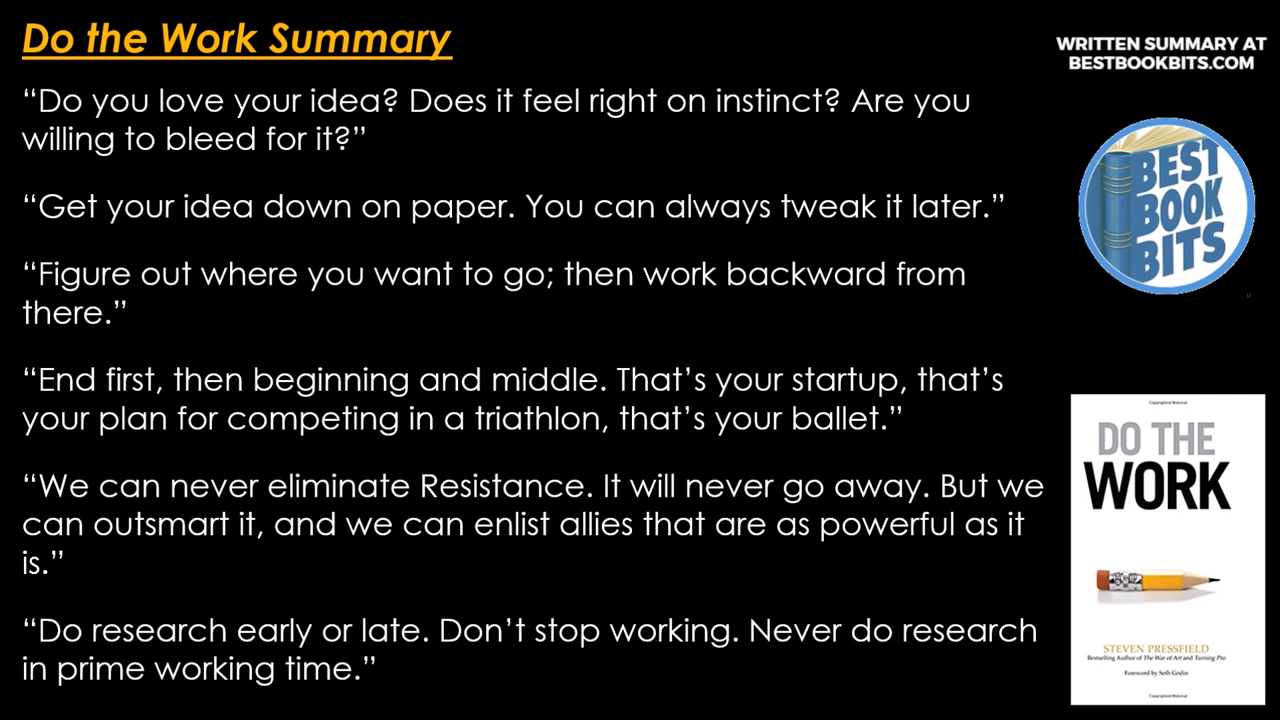 Do the Work Summary
“Do you love your idea? Does it feel right on instinct? Are you
willing to bleed for it?”
“Get your idea down on paper. You can always tweak it later.”
“Figure out where you want to go; then work backward from
there.”
“End first, then beginning and middle. That’s your startup, that’s
your plan for competing in a triathlon, that’s your ballet.”
“We can never eliminate Resistance. It will never go away. But we
can outsmart it, and we can enlist allies that are as powerful as it
is.”
“Do research early or late. Don’t stop working. Never do research
in prime working time.”
WRITTEN SUMMARY AT
BESTBOOKBITS.COM
BEST
BOOK
BITS
”
Copyrighted Material
DO THE
WORK
STEVEN PRESSFIELD
Bestselling Author of The War of Art and Turning Pro
Foreword by Seth Godin
Copyrighted Material